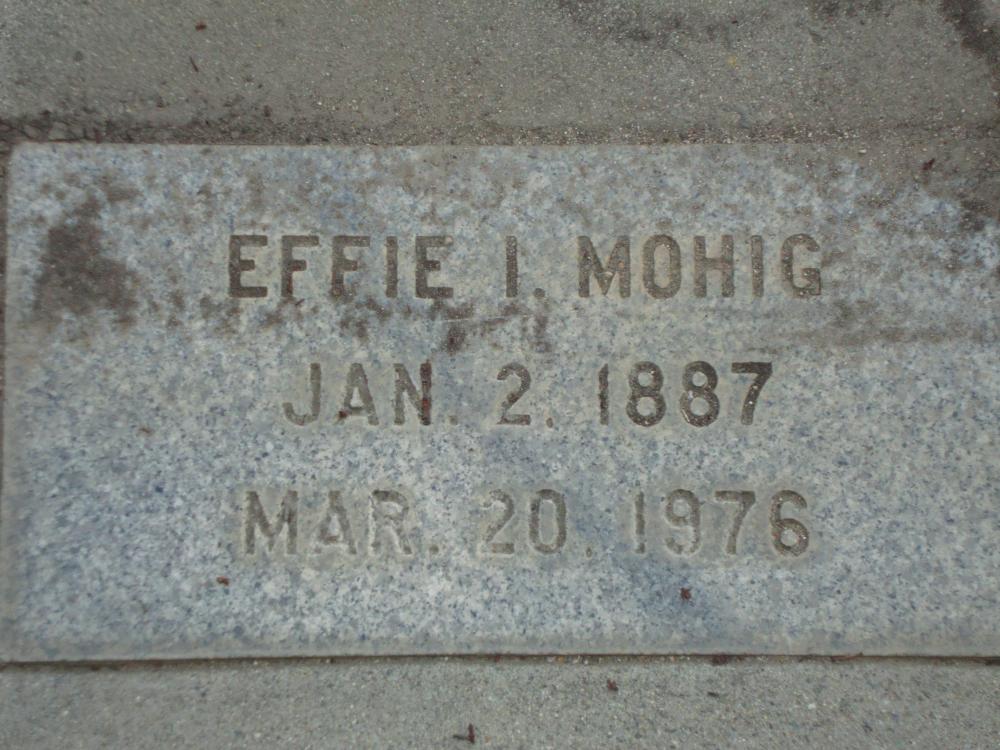 EFFIE I. MOHIG
JAN. 2, 1887
MAR. 20, 1976